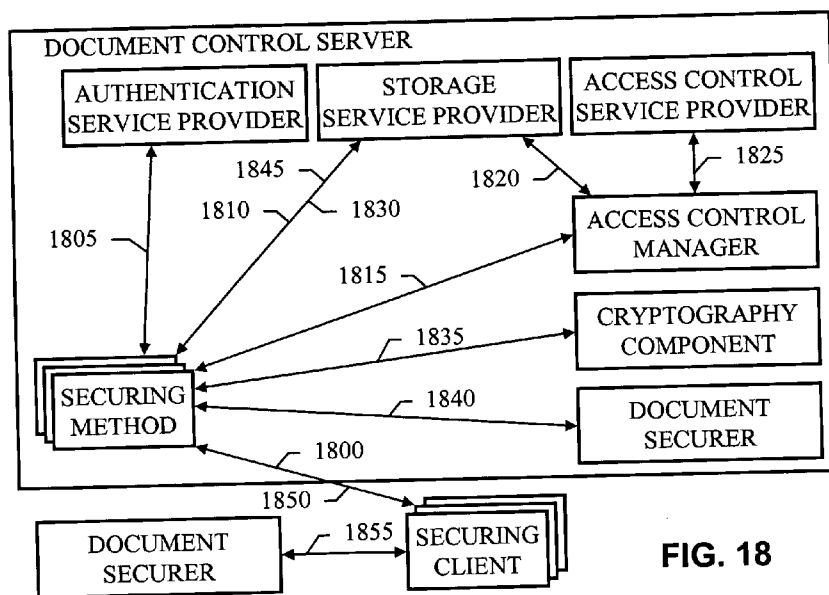 DOCUMENT CONTROL SERVER
AUTHENTICATION
SERVICE PROVIDER
STORAGE
SERVICE PROVIDER
ACCESS CONTROL
SERVICE PROVIDER
1845
1810
1830
1820
1825
1805
ACCESS CONTROL
MANAGER
1815
1835
CRYPTOGRAPHY
COMPONENT
SECURING
METHOD
1840
DOCUMENT
SECURER
1800
1850
DOCUMENT
SECURER
1855
SECURING
CLIENT
FIG. 18